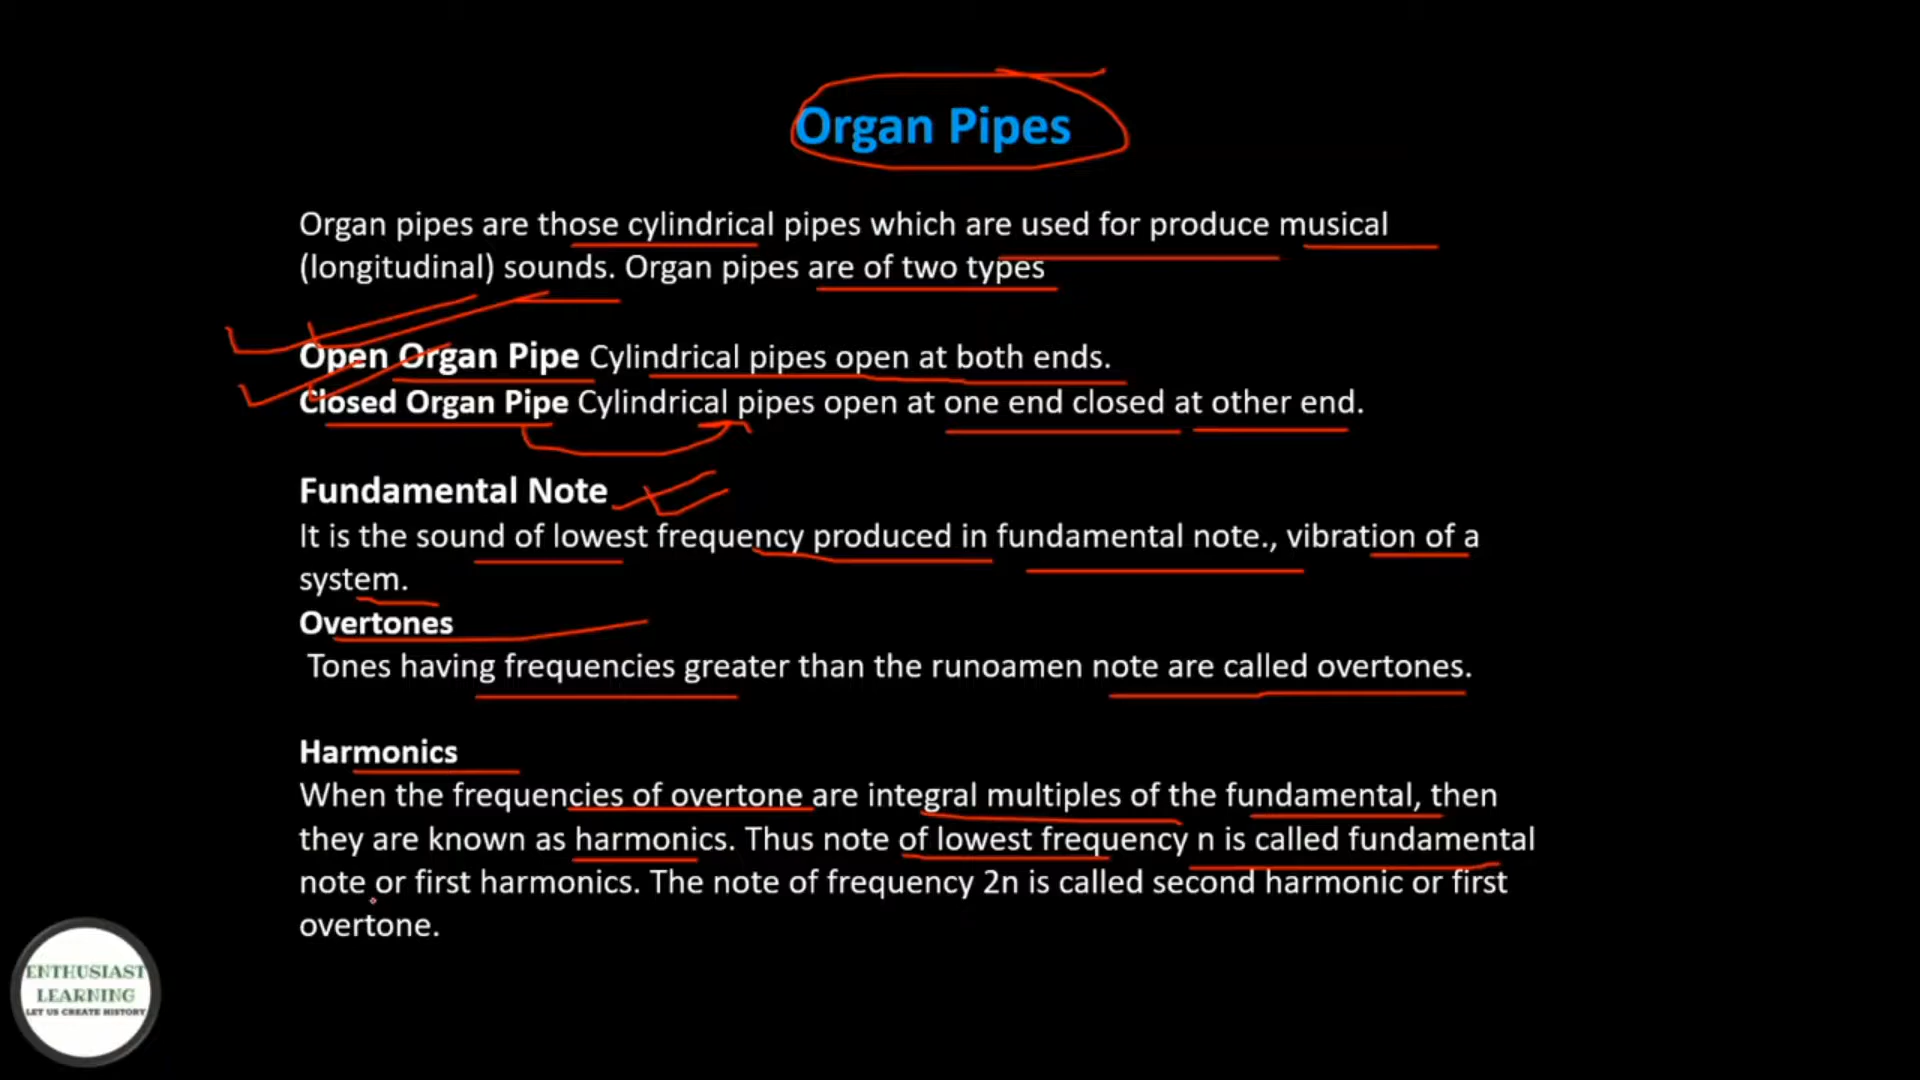 Organ Pipes
Organ pipes are those cylindrical pipes which are used for produce musical
(longitudinal) sounds. Organ pipes are of two types
Open Organ Pipe Cylindrical pipes open at both ends.
Closed Organ Pipe Cylindrical pipes open at one end closed at other end.
Fundamental Note
It is the sound of lowest frequency produced in fundamental note., vibration of a
system.
Overtones
Tones having frequencies greater than the runoamen note are called overtones.
Harmonics
When the frequencies of overtone are integral multiples of the fundamental, then
they are known as harmonics. Thus note of lowest frequency n is called fundamental
note or first harmonics. The note of frequency 2n is called second harmonic or first
overtone.
ENTHUSIAST
LEARNING
LET US CREATE HISTORY